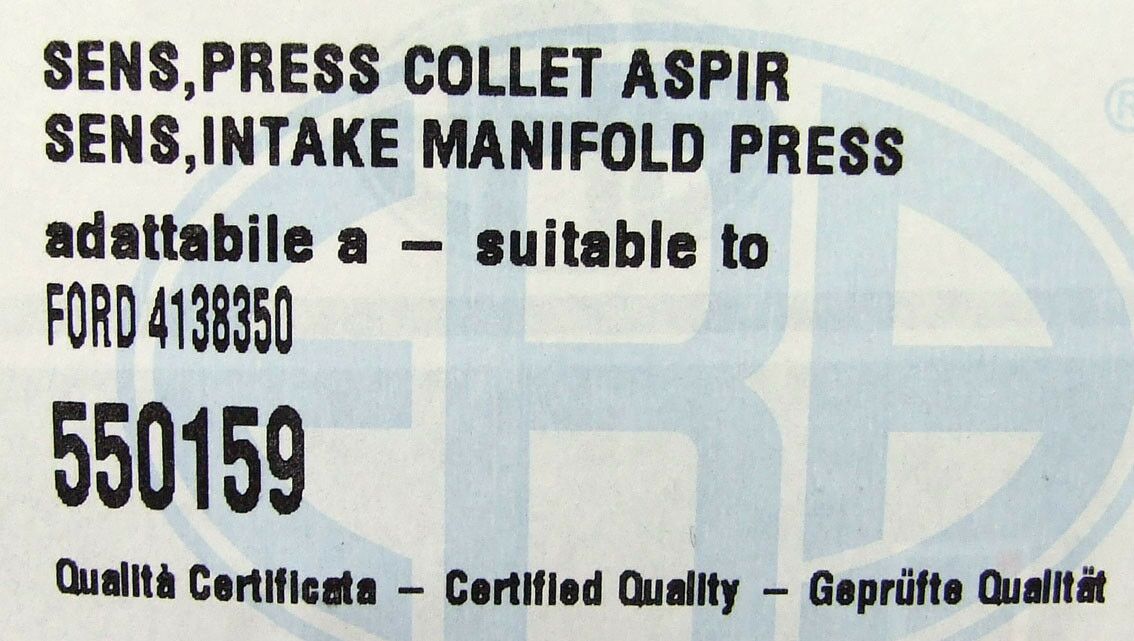 SENS,PRESS COLLET ASPIR
SENS,INTAKE MANIFOLD PRESS
adattabile a – suitable to
FORD 4138350
550159
Qualità Certificata – Certified Quality – Geprüfte Qualität
ERA
®